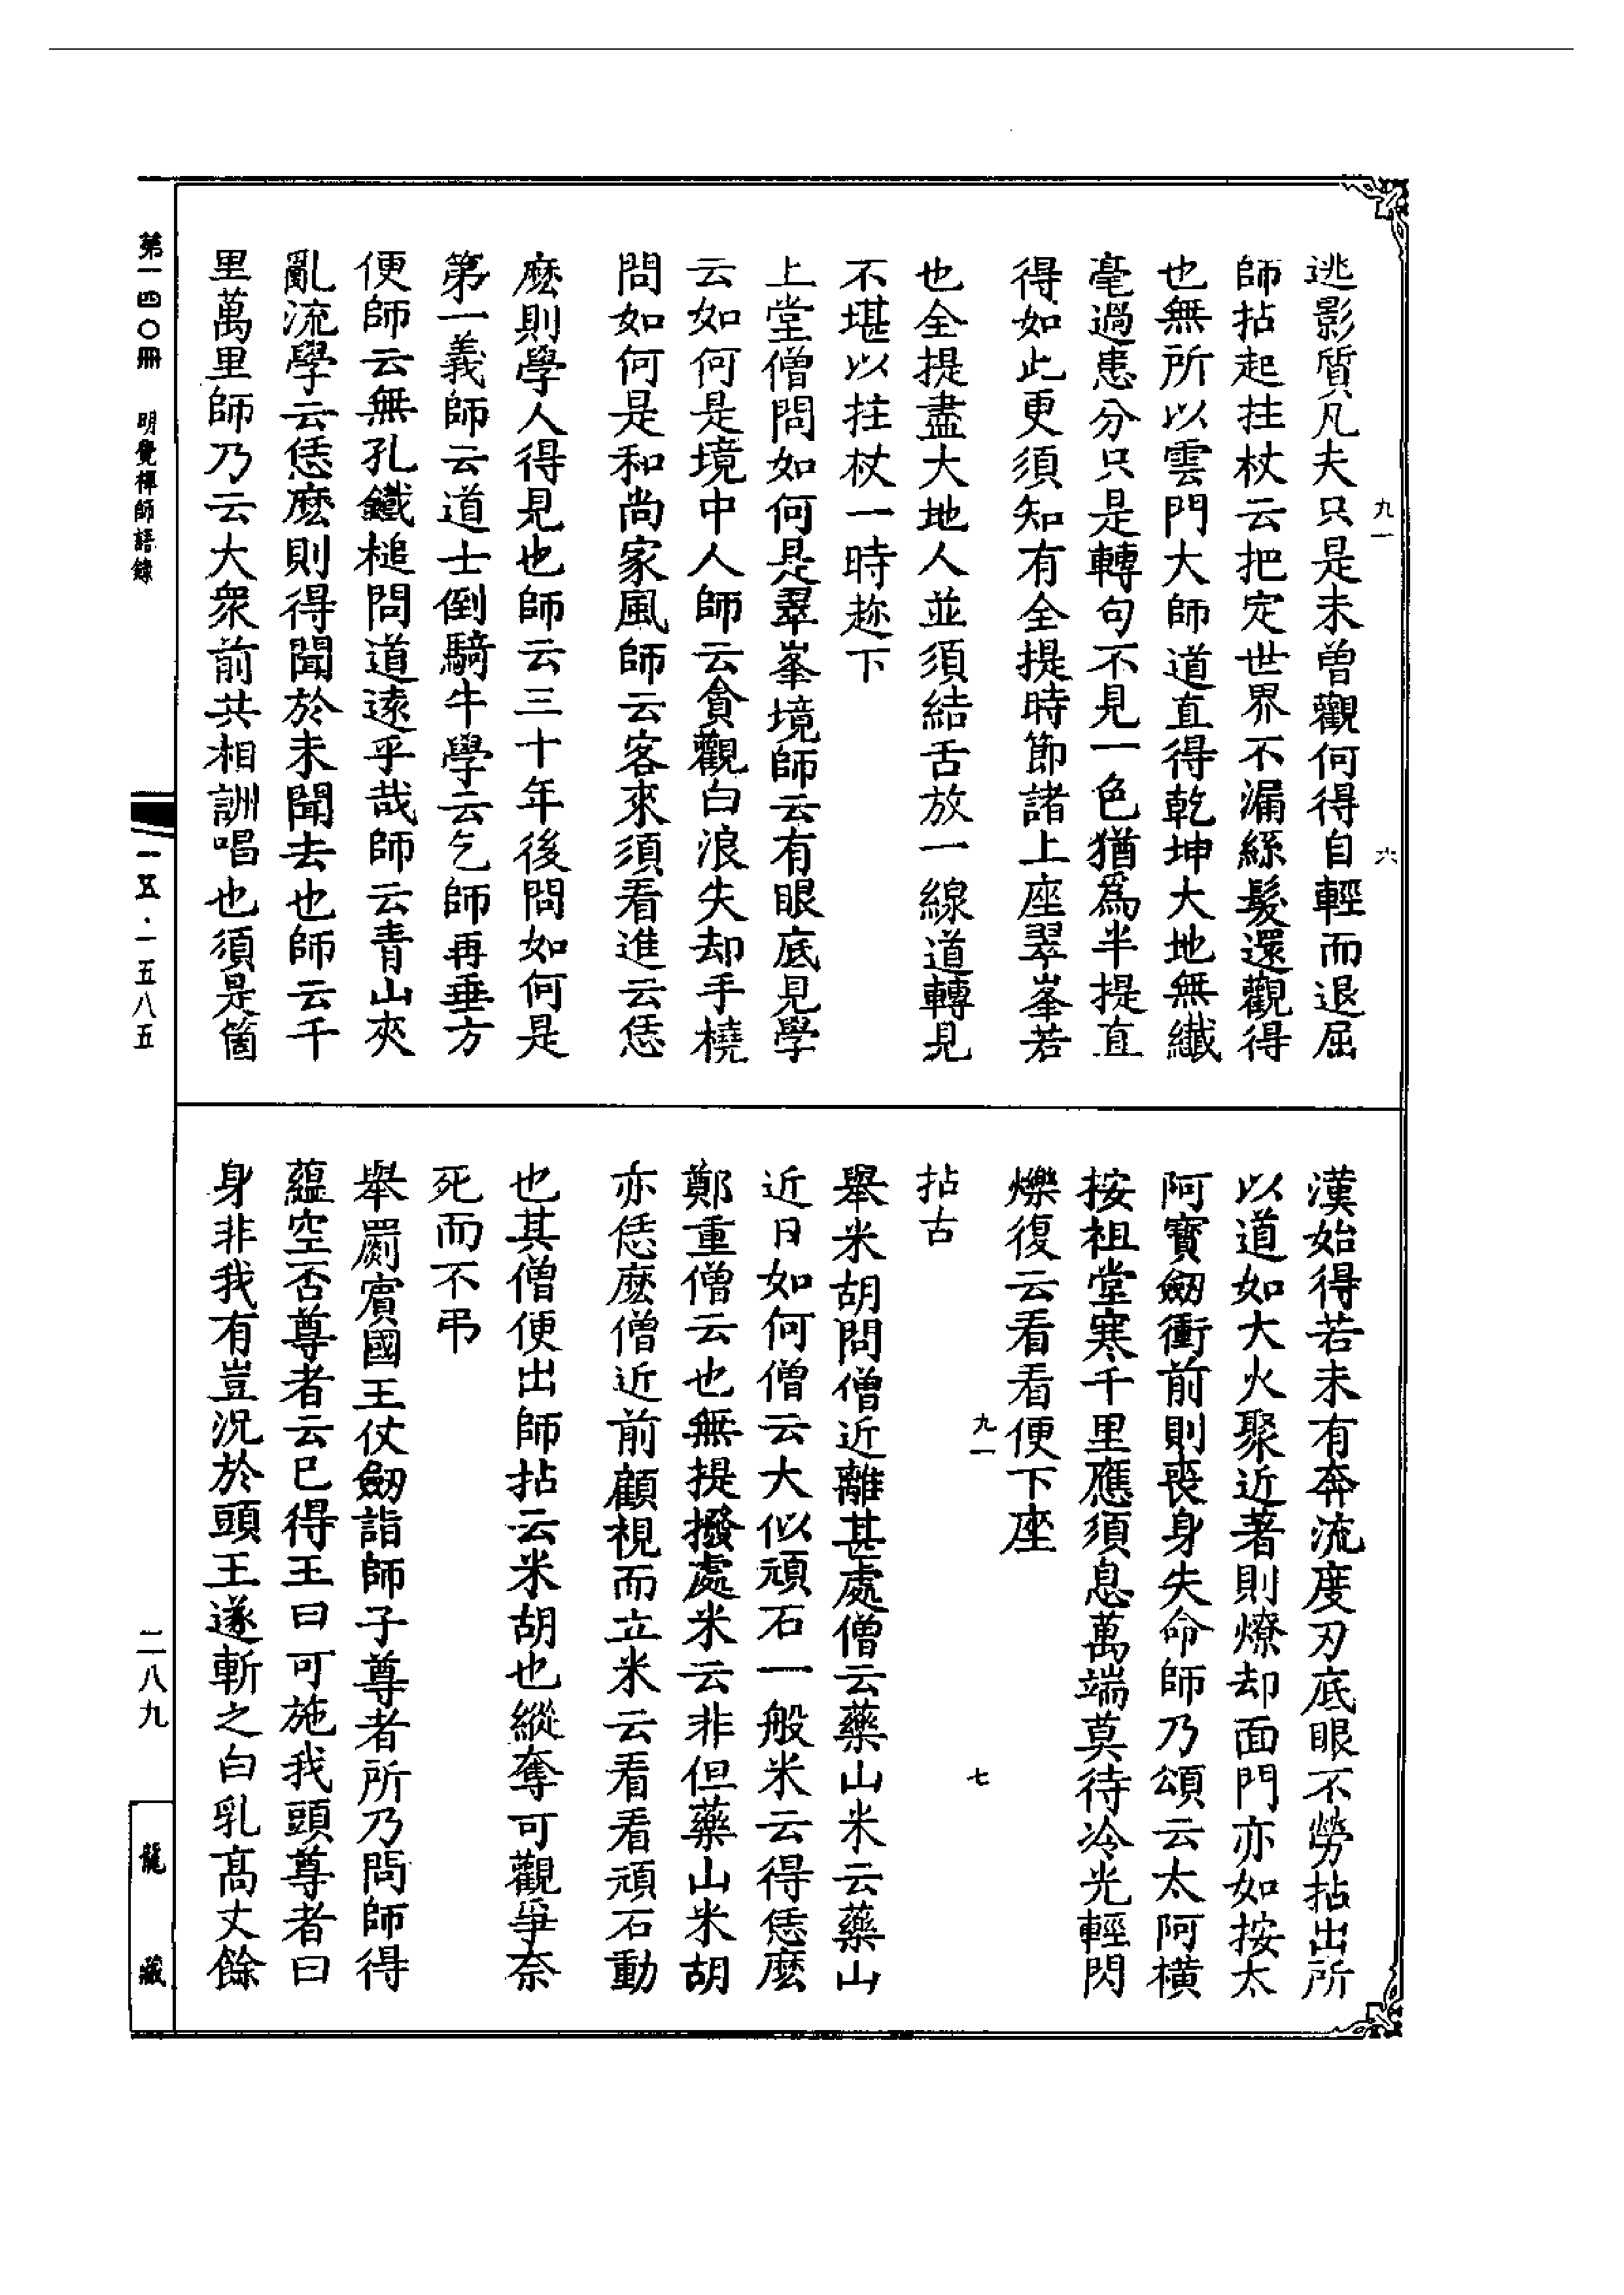 逃影質凡夫只是未曾觀何得自輕而退屈
師拈起拄杖云把定世界不漏絲髮還觀得
也無所以雲門大師道直得乾坤大地無纖
毫過患分只是轉句不見一色猶爲半提直
得如此更須知有全提時節諸上座翠峯若
也全提盡大地人並須結舌放一線道轉見
不堪以拄杖一時趂下
上堂僧問如何是翠峯境師云有眼底見學
云如何是境中人師云貪觀白浪失却手橈
問如何是和尚家風師云客來須看進云恁
麽則學人得見也師云三十年後問如何是
第一義師云道士倒騎牛學云乞師再垂方
便師云無孔鐵槌問道遠乎哉師云青山夾
亂流學云恁麽則得聞於未聞去也師云千
里萬里師乃云大衆前共相詶唱也須是箇
九一
六
漢始得若未有奔流度刃底眼不勞拈出所
以道如大火聚近著則燎却面門亦如按太
阿寶劒衝前則喪身失命師乃頌云太阿橫
按祖堂寒千里應須息萬端莫待冷光輕閃
爍復云看看便下座
九一
七
拈古
舉米胡問僧近離甚處僧云藥山米云藥山
近日如何僧云大似頑石一般米云得恁麽
鄭重僧云也無提撥處米云非但藥山米胡
亦恁麽僧近前顧視而立米云看看頑石動
也其僧便出師拈云米胡也縱奪可觀爭奈
死而不弔
舉罽賓國王仗劒詣師子尊者所乃問師得
蘊空否尊者云已得王曰可施我頭尊者曰
身非我有豈況於頭王遂斬之白乳高丈餘
第一四〇冊
明覺禪師語錄
一五·一五八五
二八九
龍藏